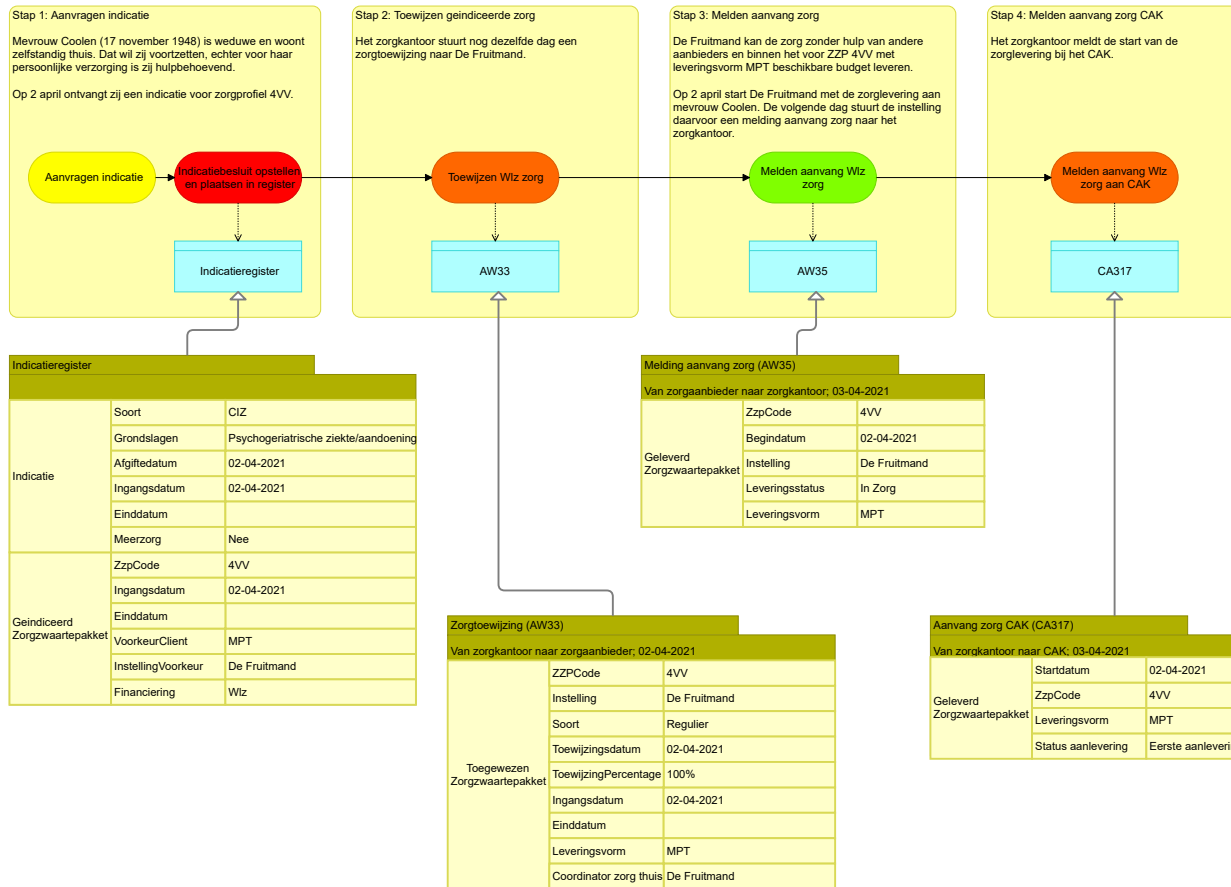 Stap 1: Aanvragen indicatie
Mevrouw Coolen (17 november 1948) is weduwe en woont
zelfstandig thuis. Dat wil zij voortzetten, echter voor haar
persoonlijke verzorging is zij hulpbehoevend.
Op 2 april ontvangt zij een indicatie voor zorgprofiel 4VV.
Stap 2: Toewijzen geindiceerde zorg
Het zorgkantoor stuurt nog dezelfde dag een
zorgtoewijzing naar De Fruitmand.
Stap 3: Melden aanvang zorg
De Fruitmand kan de zorg zonder hulp van andere
aanbieders en binnen het voor ZZP 4VV met
leveringsvorm MPT beschikbare budget leveren.
Op 2 april start De Fruitmand met de zorglevering aan
mevrouw Coolen. De volgende dag stuurt de instelling
daarvoor een melding aanvang zorg naar het
zorgkantoor.
Stap 4: Melden aanvang zorg CAK
Het zorgkantoor meldt de start van de
zorglevering bij het CAK.
Aanvragen indicatie
Indicatiebesluit opstellen
en plaatsen in register
Toewijzen Wlz zorg
Melden aanvang Wlz
zorg
Melden aanvang Wlz
zorg aan CAK
Indicatieregister
AW33
AW35
CA317
Indicatieregister
Indicatie
Soort CIZ
Grondslagen Psychogeriatrische ziekte/aandoening
Afgiftedatum 02-04-2021
Ingangsdatum 02-04-2021
Einddatum
Meerzorg Nee
Geindiceerd
Zorgzwaartepakket
ZzpCode 4VV
Ingangsdatum 02-04-2021
Einddatum
VoorkeurClient MPT
InstellingVoorkeur De Fruitmand
Financiering Wlz
Melding aanvang zorg (AW35)
Van zorgaanbieder naar zorgkantoor; 03-04-2021
Geleverd
Zorgzwaartepakket
ZzpCode 4VV
Begindatum 02-04-2021
Instelling De Fruitmand
Leveringsstatus In Zorg
Leveringsvorm MPT
Zorgtoewijzing (AW33)
Van zorgkantoor naar zorgaanbieder; 02-04-2021
Toegewezen
Zorgzwaartepakket
ZZPCode 4VV
Instelling De Fruitmand
Soort Regulier
Toewijzingsdatum 02-04-2021
ToewijzingPercentage 100%
Ingangsdatum 02-04-2021
Einddatum
Leveringsvorm MPT
Coordinator zorg thuis De Fruitmand
Aanvang zorg CAK (CA317)
Van zorgkantoor naar CAK; 03-04-2021
Geleverd
Zorgzwaartepakket
Startdatum 02-04-2021
ZzpCode 4VV
Leveringsvorm MPT
Status aanlevering Eerste